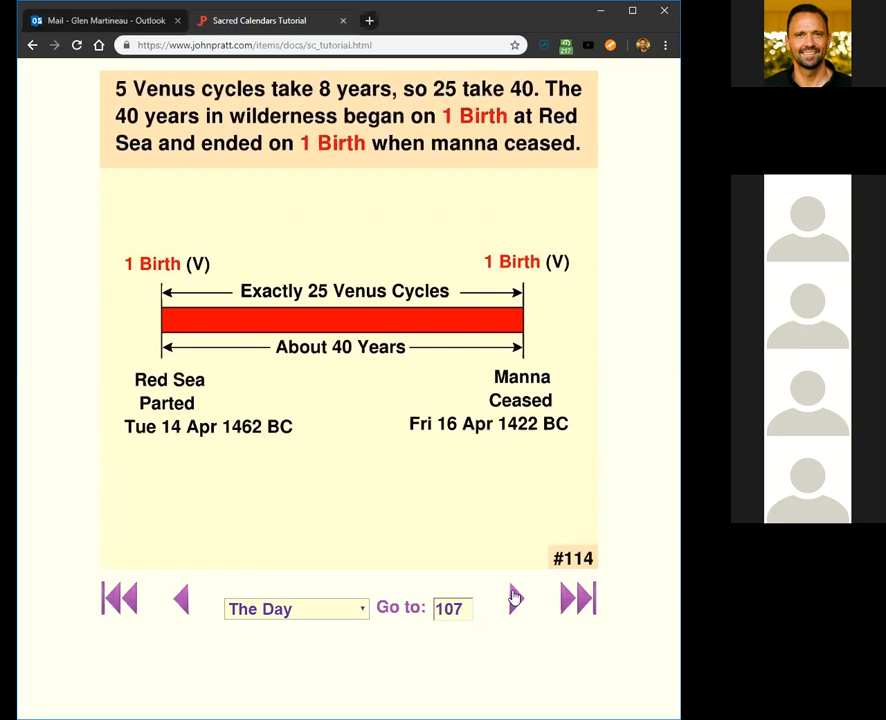 Mail - Glen Martineau - Outlook
Sacred Calendars Tutorial
https://www.johnpratt.com/items/docs/sc_tutorial.html
217
5 Venus cycles take 8 years, so 25 take 40. The
40 years in wilderness began on 1 Birth at Red
Sea and ended on 1 Birth when manna ceased.
1 Birth (V)
1 Birth (V)
Exactly 25 Venus Cycles
About 40 Years
Red Sea
Parted
Tue 14 Apr 1462 BC
Manna
Ceased
Fri 16 Apr 1422 BC
#114
The Day
Go to: 107